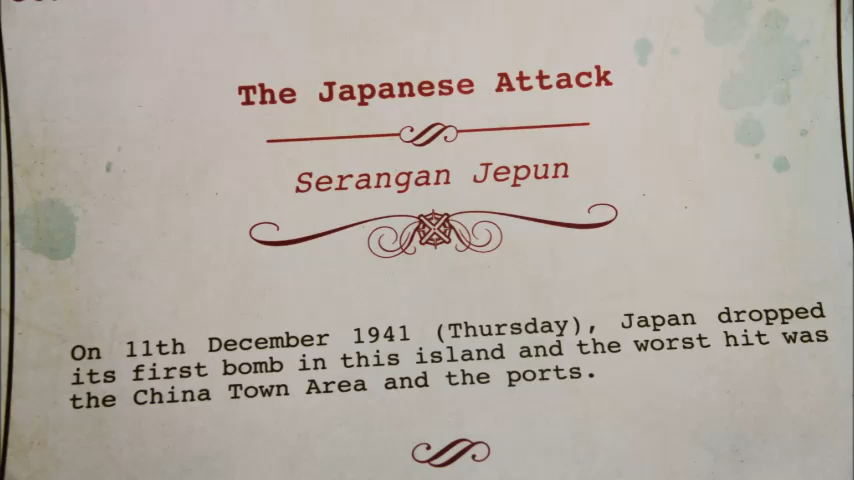 The Japanese Attack
Serangan Jepun
On 11th December 1941 (Thursday), Japan dropped
its first bomb in this island and the worst hit was
the China Town Area and the ports.